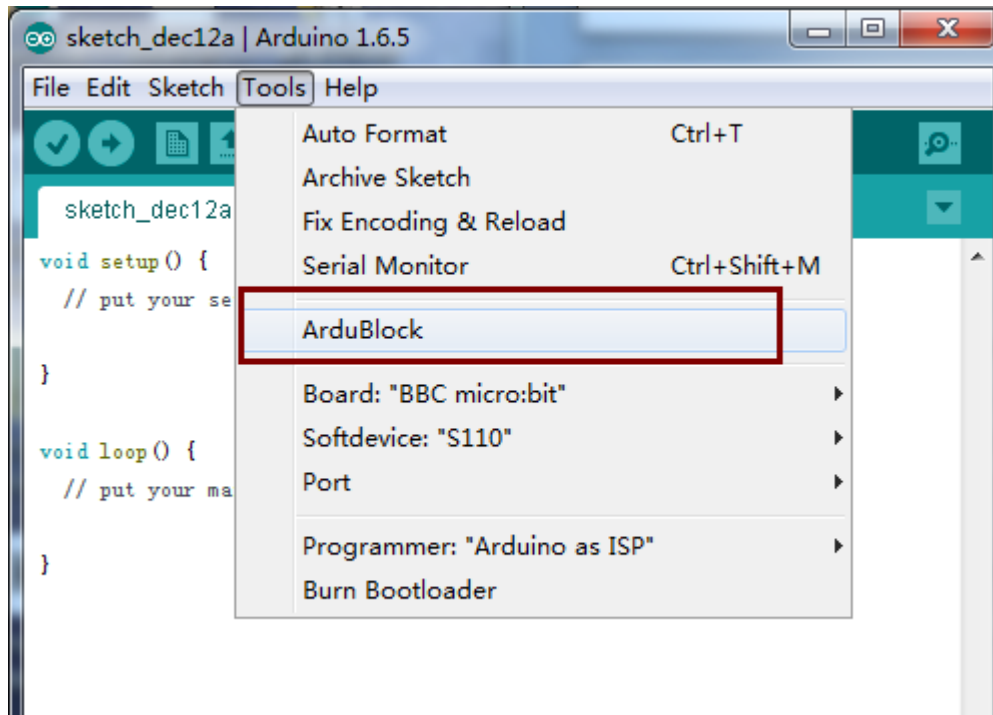 sketch_dec12a | Arduino 1.6.5
File Edit Sketch Tools Help
Auto Format Ctrl+T
Archive Sketch
sketch_dec12a
Fix Encoding & Reload
void setup() {
Serial Monitor Ctrl+Shift+M
// put your se
ArduBlock
}
Board: "BBC micro:bit"
Softdevice: "S110"
void loop() {
Port
// put your ma
Programmer: "Arduino as ISP"
}
Burn Bootloader